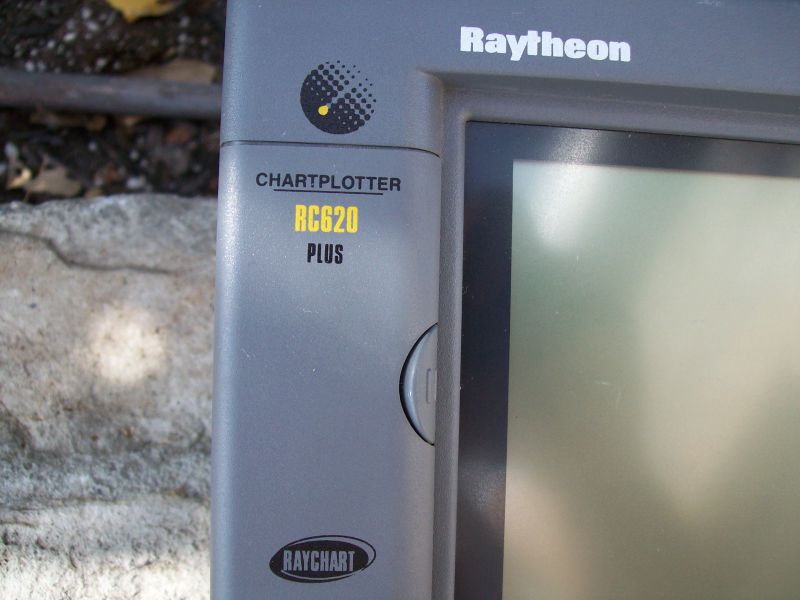 Raytheon
CHARTPLOTTER
RC620
PLUS
RAYCHART